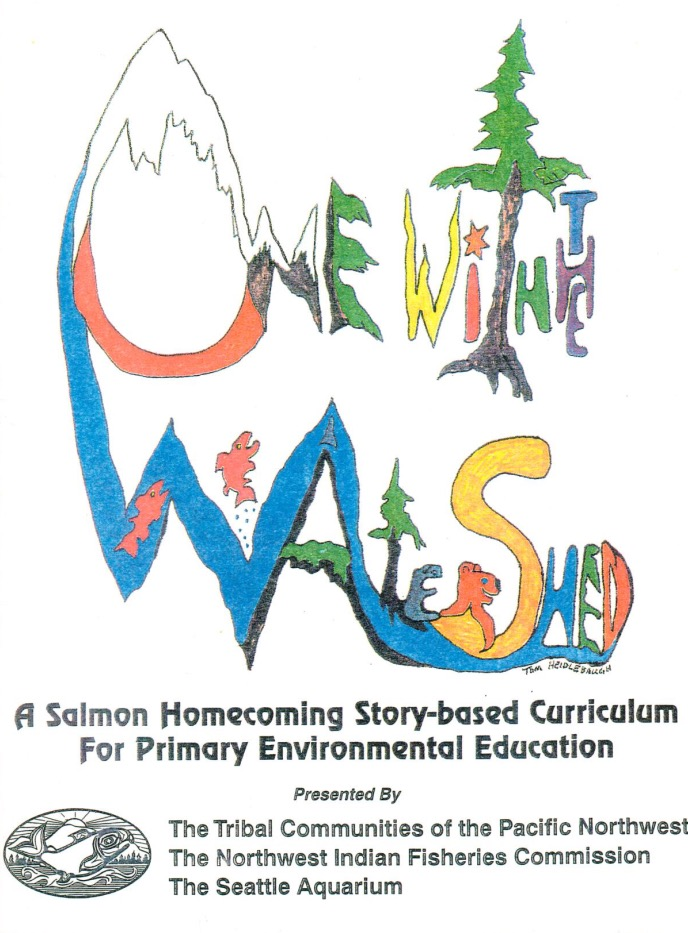 ONE WiTH THE
WATERSHED
TOM HEIDLEBAUGH
A Salmon Homecoming Story-based Curriculum
For Primary Environmental Education
Presented By
The Tribal Communities of the Pacific Northwest
The Northwest Indian Fisheries Commission
The Seattle Aquarium